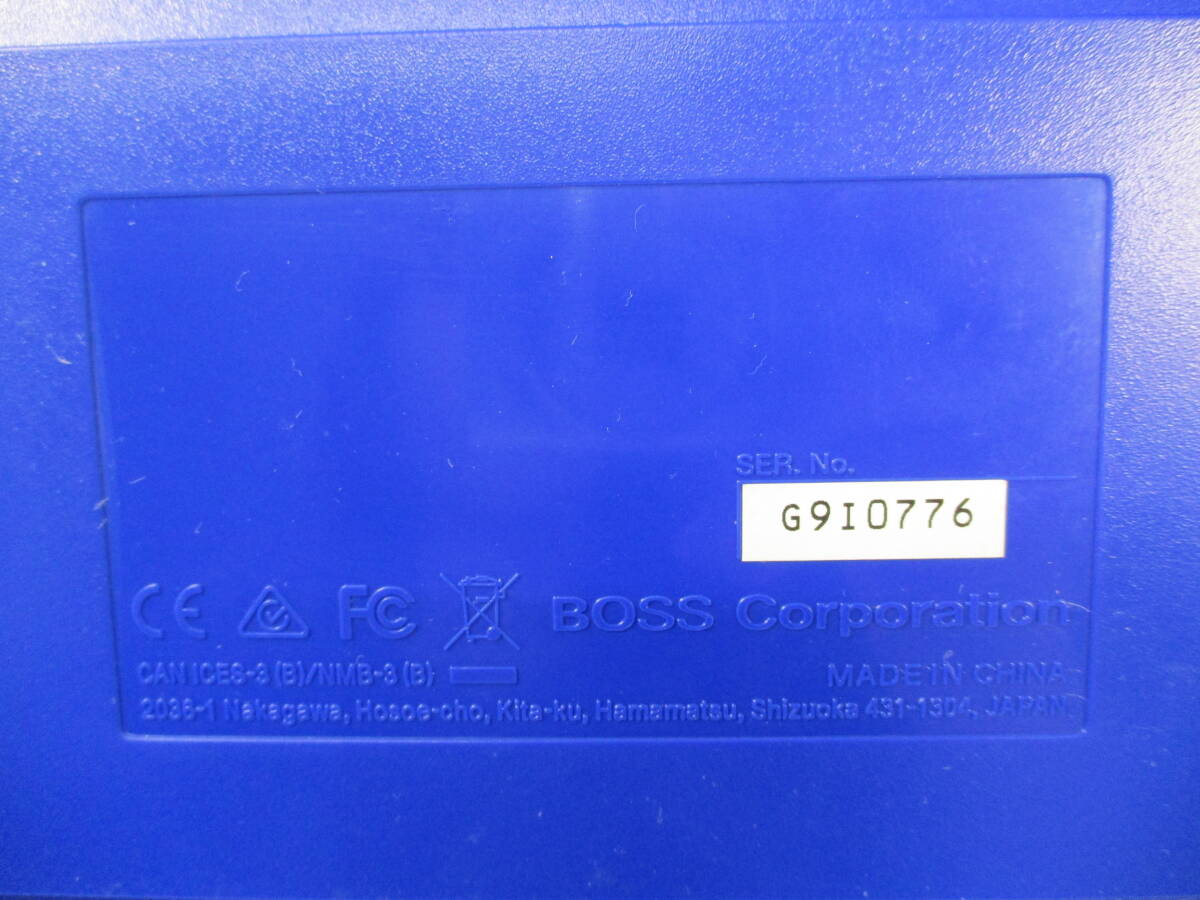 SER. No.
G9I0776
CE FC BOSS Corporation
CAN ICES-3 (B)/NMB-3 (B)
MADE IN CHINA
2036-1 Nakagawa, Hosoe-cho, Kita-ku, Hamamatsu, Shizuoka 431-1304, JAPAN